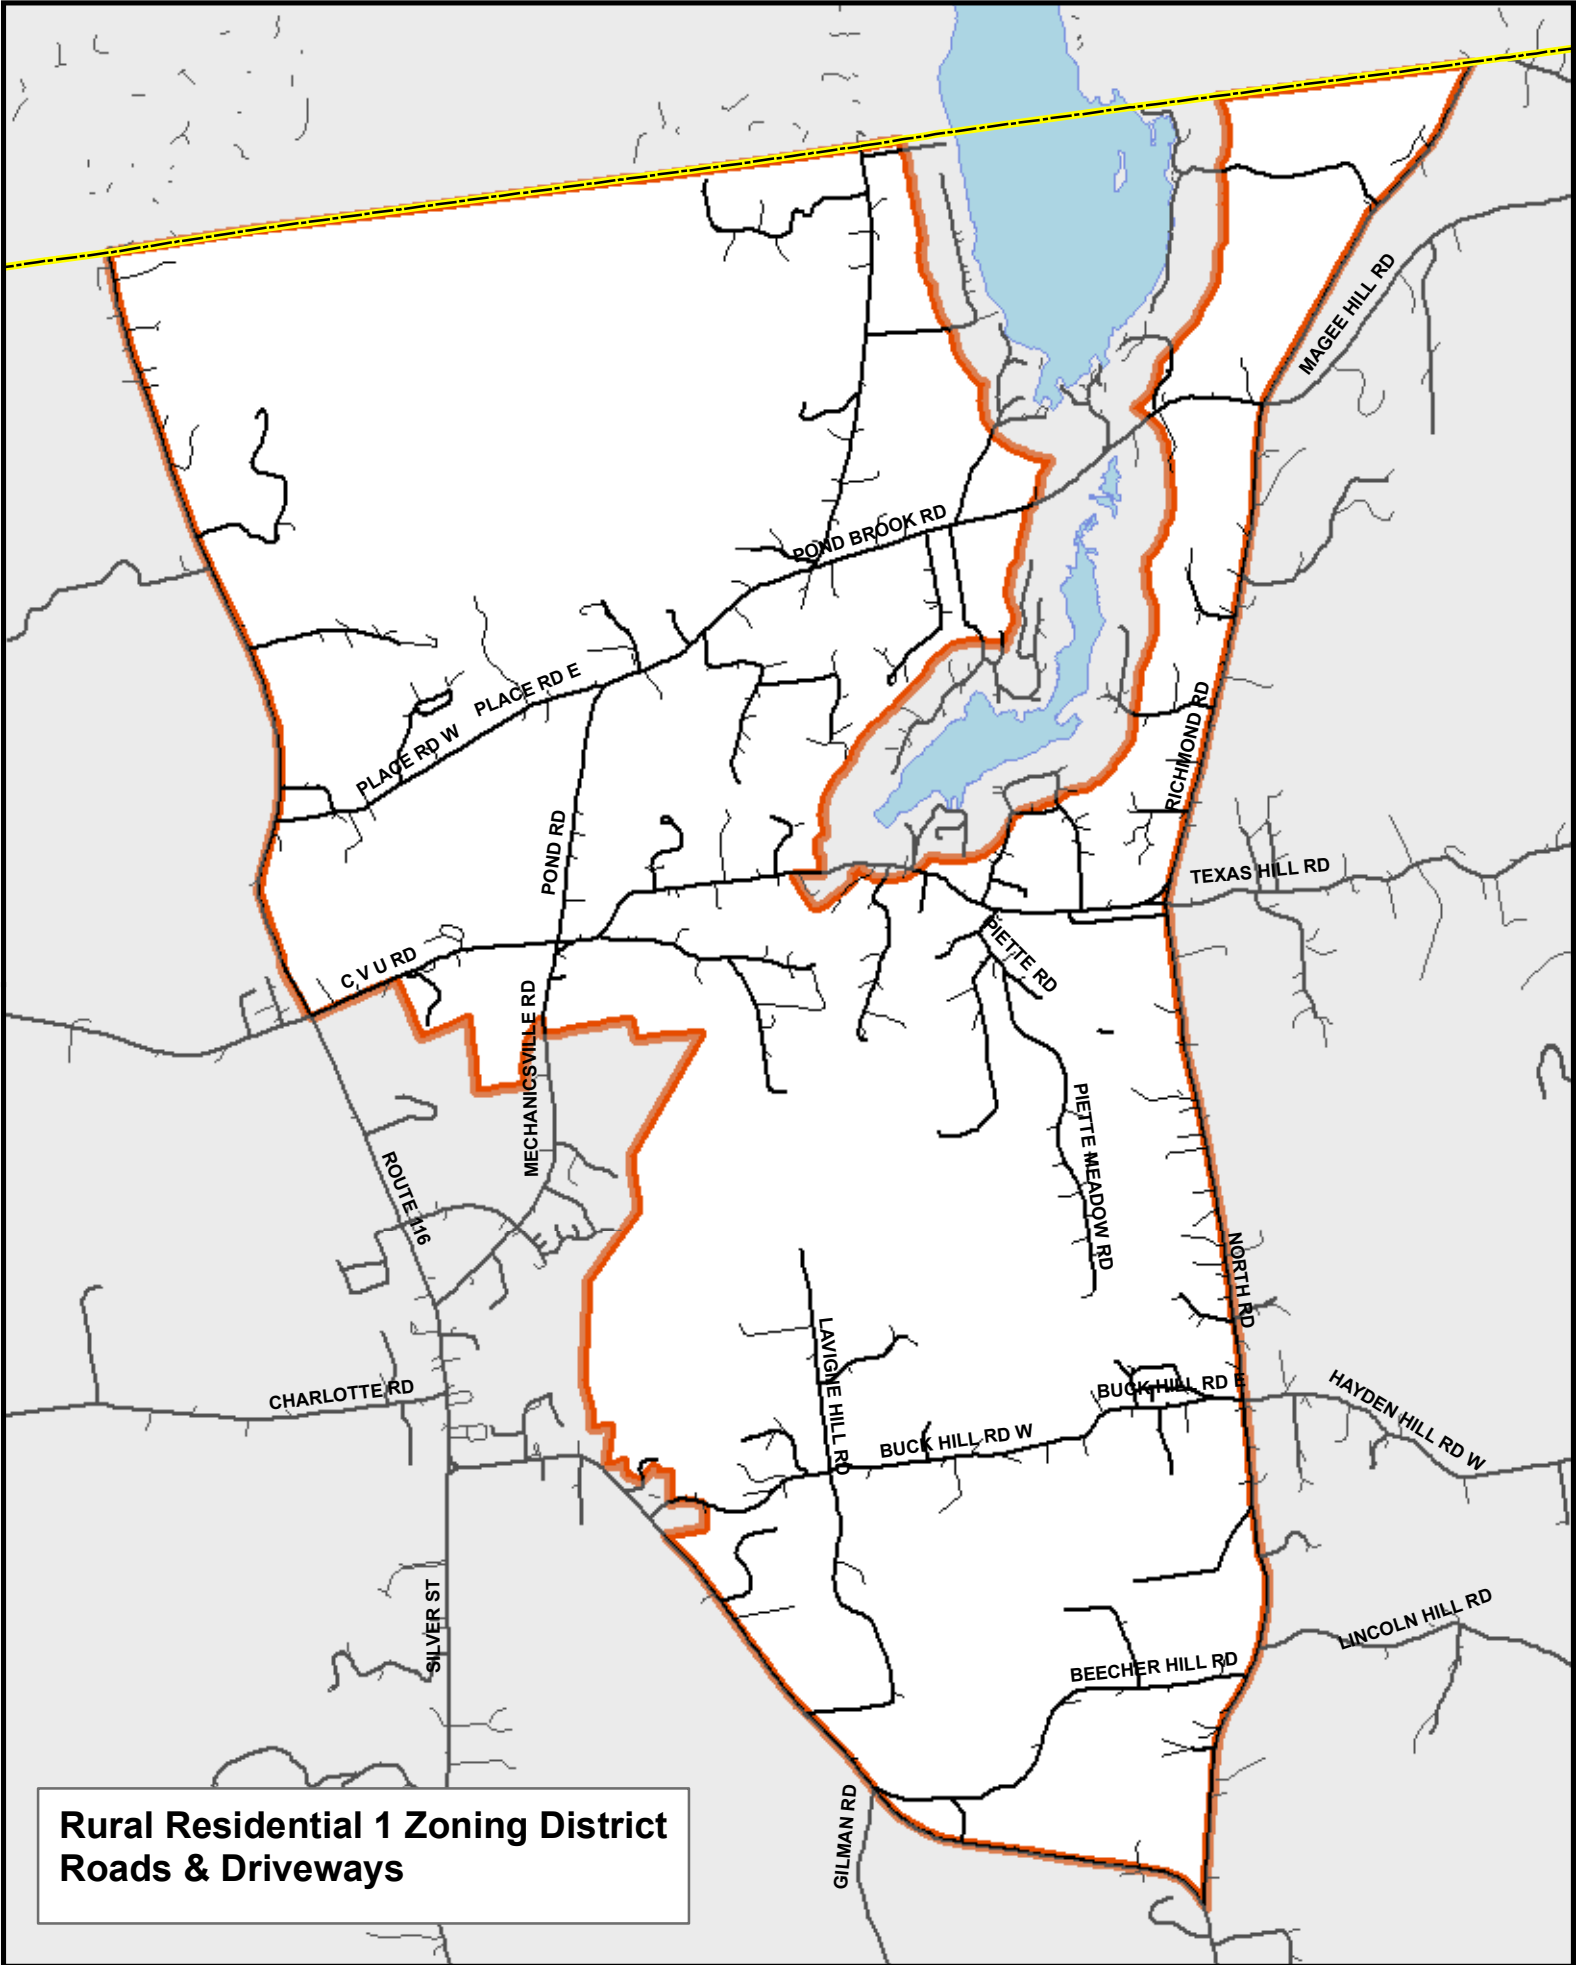 MAGEE HILL RD
POND BROOK RD
PLACE RD E
PLACE RD W
RICHMOND RD
POND RD
TEXAS HILL RD
C V U RD
PIETTE RD
MECHANICSVILLE RD
PIETTE MEADOW RD
ROUTE 116
NORTH RD
LAVIGNE HILL RD
CHARLOTTE RD
BUCK HILL RD E
HAYDEN HILL RD W
BUCK HILL RD W
SILVER ST
LINCOLN HILL RD
BEECHER HILL RD
GILMAN RD
Rural Residential 1 Zoning District
Roads & Driveways